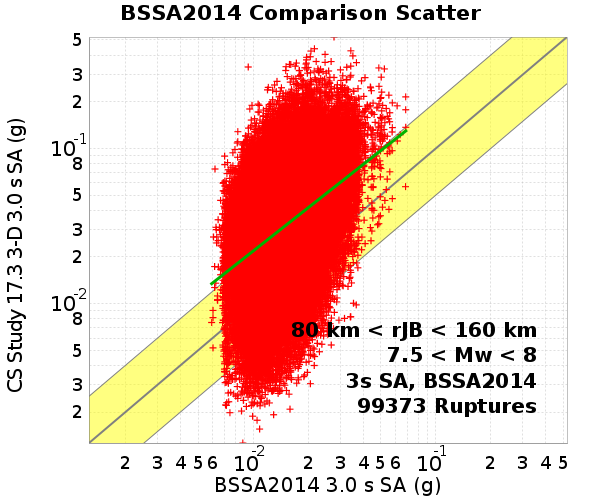 BSSA2014 Comparison Scatter
CS Study 17.3 3-D 3.0 s SA (g)
5
3
2
10-1
8
5
3
2
10-2
8
5
3
2
80 km < rJB < 160 km
7.5 < Mw < 8
3s SA, BSSA2014
99373 Ruptures
2 3 4 5 6 10-2 2 3 4 5 6 10-1 2 3 4 5
BSSA2014 3.0 s SA (g)